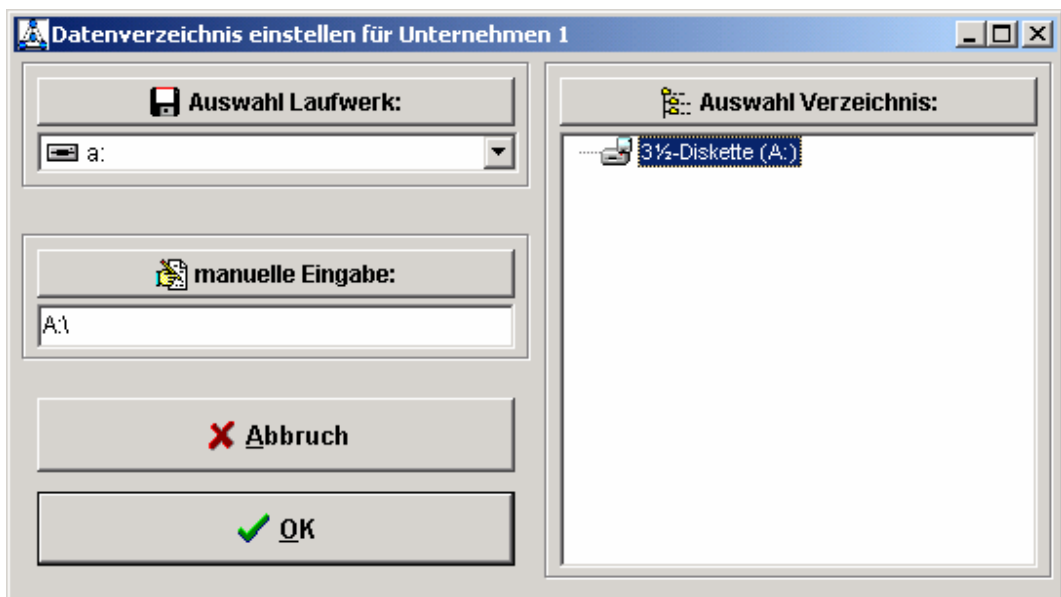 Datenverzeichnis einstellen für Unternehmen 1
Auswahl Laufwerk:
a:
manuelle Eingabe:
A:\
Abbruch
OK
Auswahl Verzeichnis:
3½-Diskette (A:)